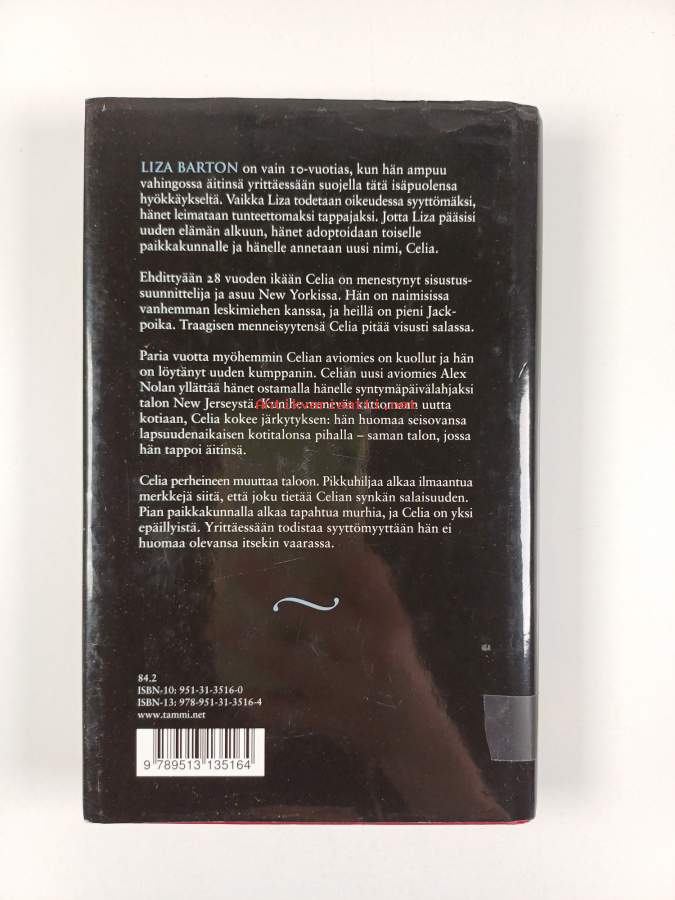 LIZA BARTON on vain 10-vuotias, kun hän ampuu
vahingossa äitinsä yrittäessään suojella tätä isäpuolensa
hyökkäykseltä. Vaikka Liza todetaan oikeudessa syyttömäksi,
hänet leimataan tunteettomaksi tappajaksi. Jotta Liza pääsisi
uuden elämän alkuun, hänet adoptoidaan toiselle
paikkakunnalle ja hänelle annetaan uusi nimi, Celia.
Ehdittyään 28 vuoden ikään Celia on menestynyt sisustus-
suunnittelija ja asuu New Yorkissa. Hän on naimisissa
vanhemman leskimiehen kanssa, ja heillä on pieni Jack-
poika. Traagisen menneisyytensä Celia pitää visusti salassa.
Paria vuotta myöhemmin Celian aviomies on kuollut ja hän
on löytänyt uuden kumppanin. Celian uusi aviomies Alex
Nolan yllättää hänet ostamalla hänelle syntymäpäivälahjaksi
talon New Jerseystä. Kun he menevät katsomaan uutta
kotiaan, Celia kokee järkytyksen: hän huomaa seisovansa
lapsuudenaikaisen kotitalonsa pihalla – saman talon, jossa
hän tappoi äitinsä.
Celia perheineen muuttaa taloon. Pikkuhiljaa alkaa ilmaantua
merkkejä siitä, että joku tietää Celian synkän salaisuuden.
Pian paikkakunnalla alkaa tapahtua murhia, ja Celia on yksi
epäillyistä. Yrittäessään todistaa syyttömyyttään hän ei
huomaa olevansa itsekin vaarassa.
84.2
ISBN-10: 951-31-3516-0
ISBN-13: 978-951-31-3516-4
www.tammi.net
9 789513 135164